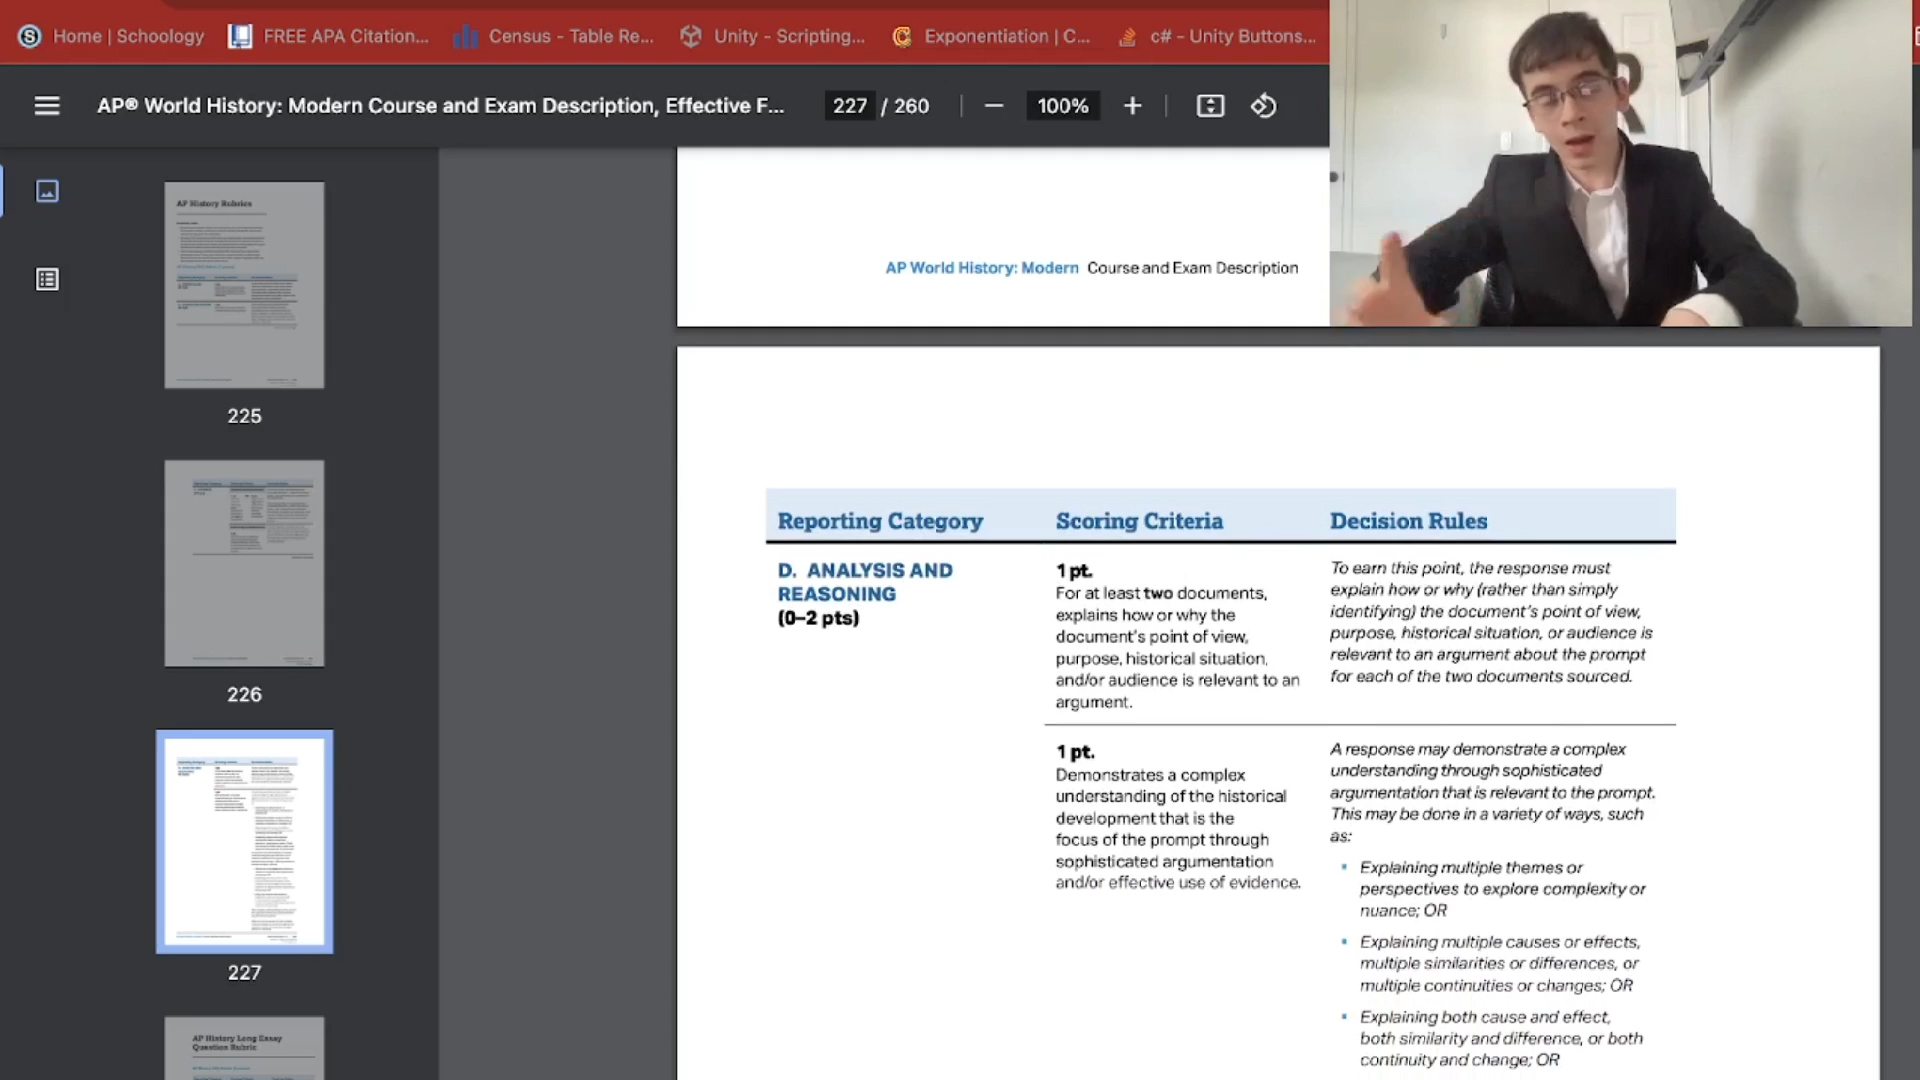 Home | Schoology
FREE APA Citation...
Census - Table Re...
Unity - Scripting...
Exponentiation | C...
c# - Unity Buttons...
AP® World History: Modern Course and Exam Description, Effective F...
227 / 260
100%
AP History Rubrics
225
226
227
AP History Long Essay
Question Rubric
AP World History: Modern Course and Exam Description
R
Reporting Category
Scoring Criteria
Decision Rules
D. ANALYSIS AND
REASONING
(0–2 pts)
1 pt.
For at least two documents,
explains how or why the
document's point of view,
purpose, historical situation,
and/or audience is relevant to an
argument.
To earn this point, the response must
explain how or why (rather than simply
identifying) the document's point of view,
purpose, historical situation, or audience is
relevant to an argument about the prompt
for each of the two documents sourced.
1 pt.
Demonstrates a complex
understanding of the historical
development that is the
focus of the prompt through
sophisticated argumentation
and/or effective use of evidence.
A response may demonstrate a complex
understanding through sophisticated
argumentation that is relevant to the prompt.
This may be done in a variety of ways, such
as:
Explaining multiple themes or
perspectives to explore complexity or
nuance; OR
Explaining multiple causes or effects,
multiple similarities or differences, or
multiple continuities or changes; OR
Explaining both cause and effect,
both similarity and difference, or both
continuity and change; OR